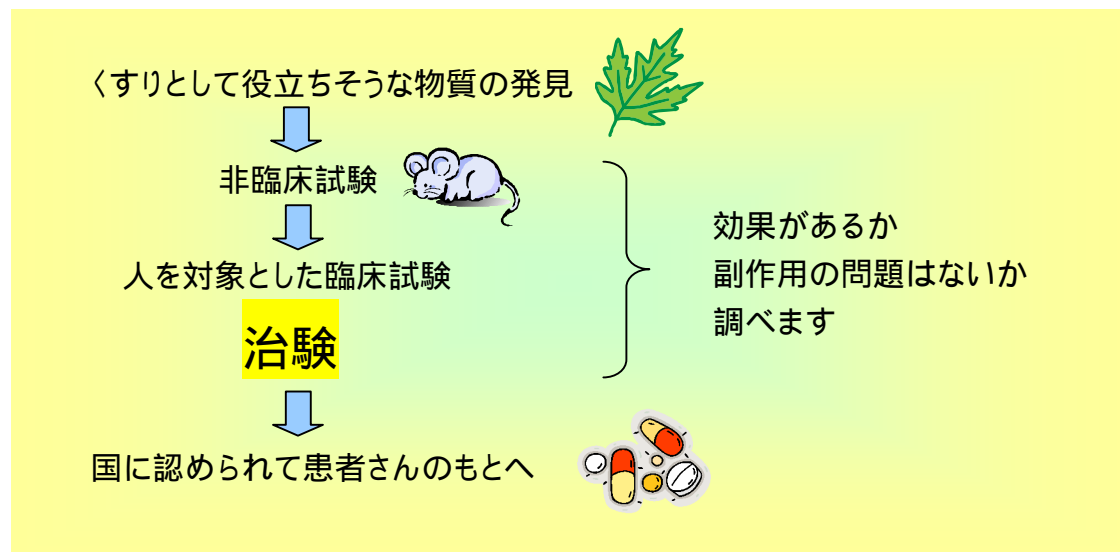 くすりとして役立ちそうな物質の発見
非臨床試験
人を対象とした臨床試験
治験
効果があるか
副作用の問題はないか
調べます
国に認められて患者さんのもとへ